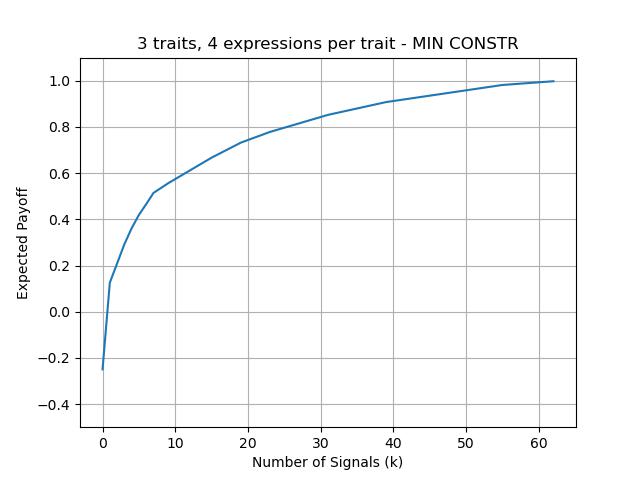 3 traits, 4 expressions per trait - MIN CONSTR
1.0
0.8
0.6
0.4
0.2
0.0
−0.2
−0.4
Expected Payoff
0 10 20 30 40 50 60
Number of Signals (k)